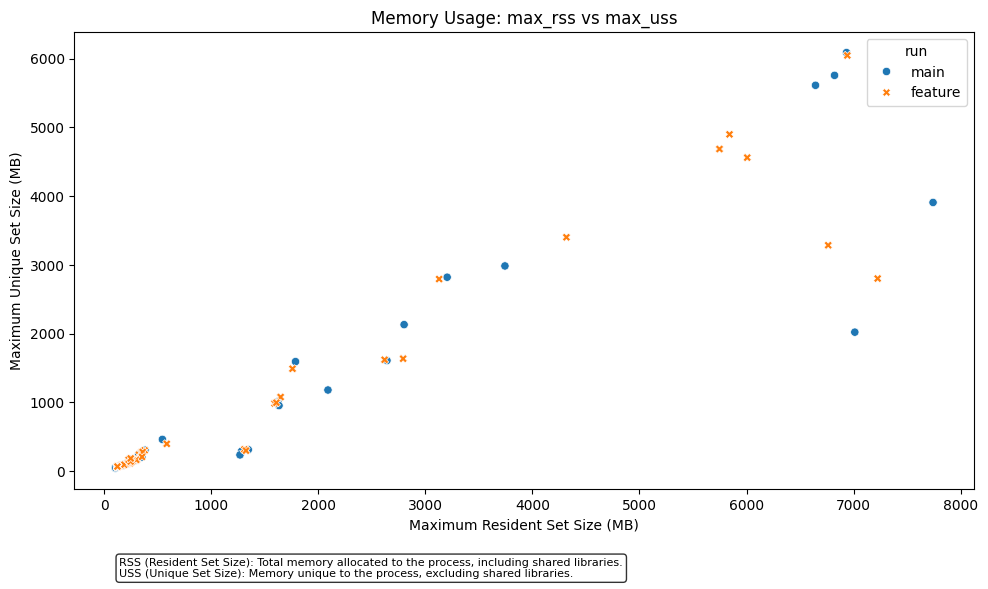 Memory Usage: max_rss vs max_uss
run
main
feature
6000
5000
4000
3000
2000
1000
0
Maximum Unique Set Size (MB)
0 1000 2000 3000 4000 5000 6000 7000 8000
Maximum Resident Set Size (MB)
RSS (Resident Set Size): Total memory allocated to the process, including shared libraries.
USS (Unique Set Size): Memory unique to the process, excluding shared libraries.